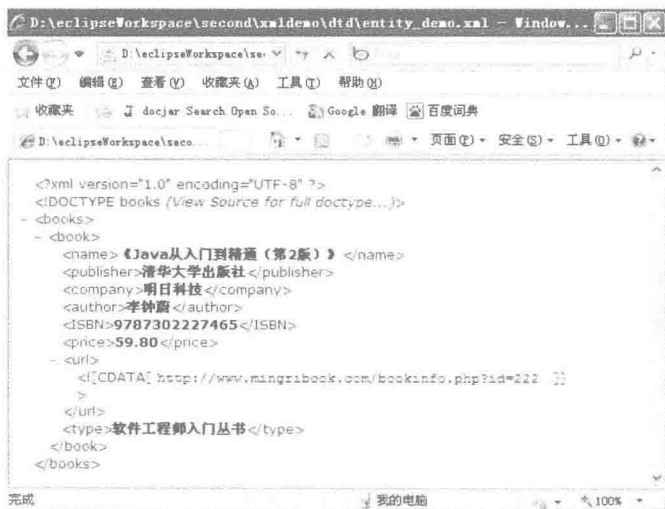 D:\eclipseWorkspace\second\xmldemo\dtd\entity_demo.xml - Window...
D:\eclipseWorkspace\se
文件(F) 编辑(E) 查看(V) 收藏夹(A) 工具(T) 帮助(H)
收藏夹 docjar Search Open So... Google 翻译 百度词典
D:\eclipseWorkspace\seco... 页面(P) 安全(S) 工具(O)
<?xml version="1.0" encoding="UTF-8" ?>
<!DOCTYPE books (View Source for full doctype...)>
- <books>
- <book>
<name>《Java从入门到精通（第2版）》</name>
<publisher>清华大学出版社</publisher>
<company>明日科技</company>
<author>李钟蔚</author>
<ISBN>9787302227465</ISBN>
<price>59.80</price>
- <url>
<![CDATA[ http://www.mingribook.com/bookinfo.php?id=222 ]]
>
</url>
<type>软件工程师入门丛书</type>
</book>
</books>
完成 我的电脑 100%